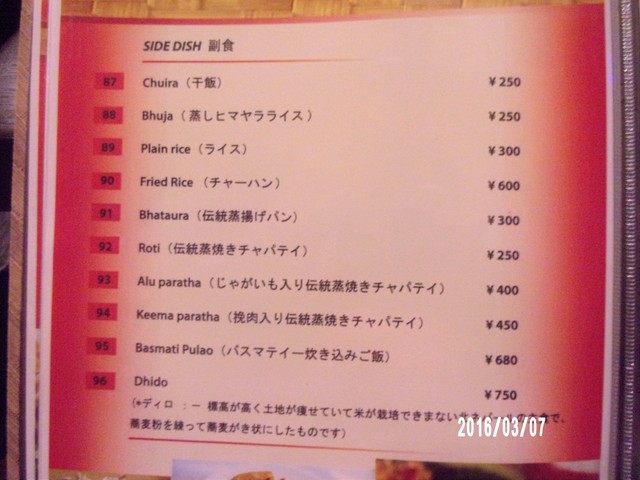 SIDE DISH 副食
87 Chuira（干飯） ¥250
88 Bhuja（蒸しヒマヤラライス） ¥250
89 Plain rice（ライス） ¥300
90 Fried Rice （チャーハン） ¥600
91 Bhataura（伝統蒸揚げパン） ¥300
92 Roti（伝統蒸焼きチャパテイ） ¥250
93 Alu paratha（じゃがいも入り伝統蒸焼きチャパテイ） ¥400
94 Keema paratha（挽肉入り伝統蒸焼きチャパテイ） ¥450
95 Basmati Pulao（バスマテイー炊き込みご飯） ¥680
96 Dhido ¥750
（*ディロ ：ー 標高が高く土地が痩せていて米が栽培できまない
蕎麦粉を練って蕎麦がき状にしたものです）
2016/03/07